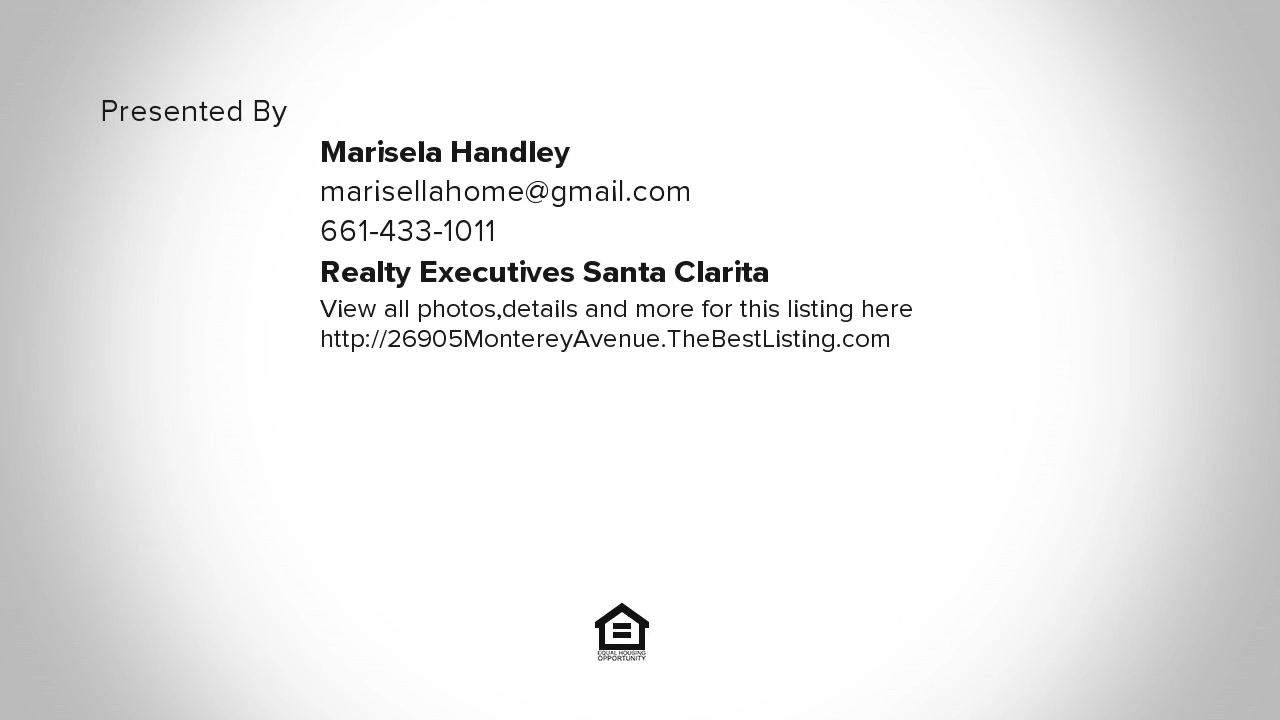 Presented By
Marisela Handley
marisellahome@gmail.com
661-433-1011
Realty Executives Santa Clarita
View all photos,details and more for this listing here
http://26905MontereyAvenue.TheBestListing.com
EQUAL HOUSING
OPPORTUNITY